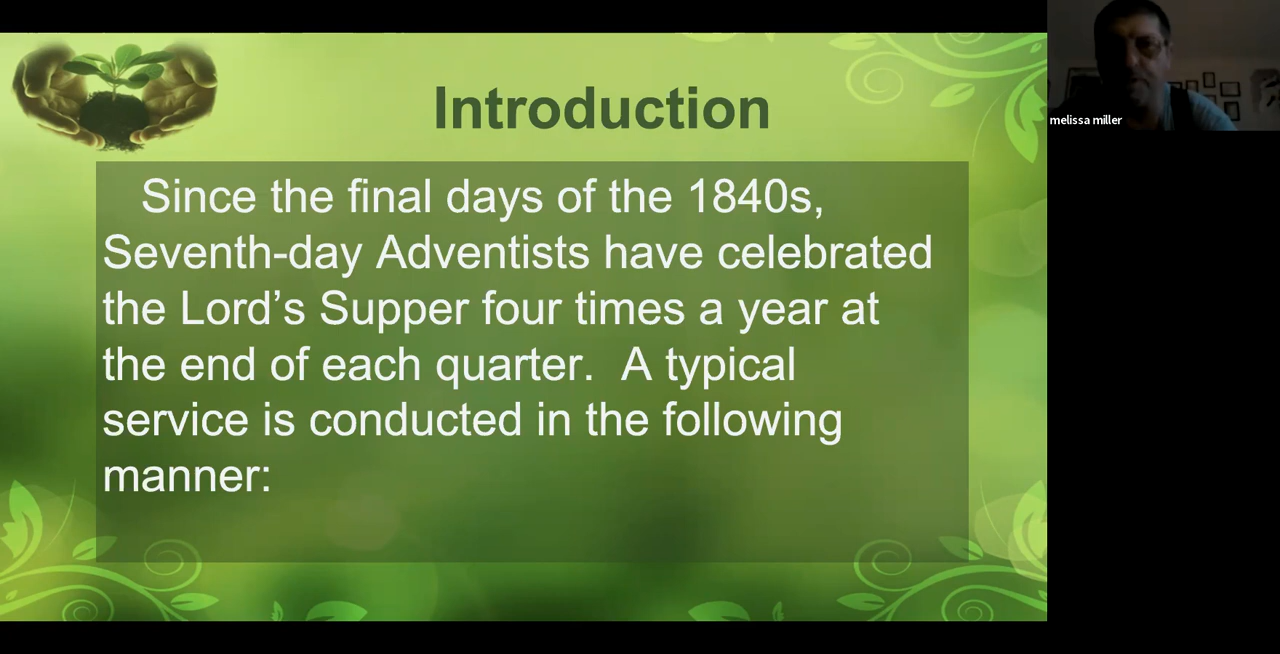 Introduction
Since the final days of the 1840s,
Seventh-day Adventists have celebrated
the Lord’s Supper four times a year at
the end of each quarter.  A typical
service is conducted in the following
manner:
melissa miller